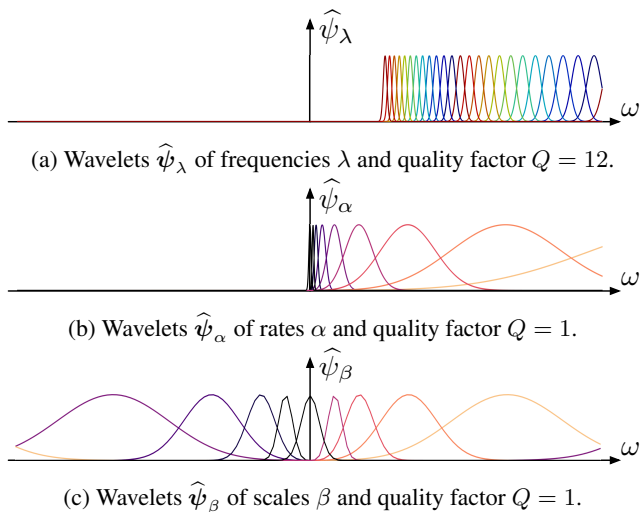 ψ̂_λ
ω
(a) Wavelets ψ̂_λ of frequencies λ and quality factor Q = 12.
ψ̂_α
ω
(b) Wavelets ψ̂_α of rates α and quality factor Q = 1.
ψ̂_β
ω
(c) Wavelets ψ̂_β of scales β and quality factor Q = 1.